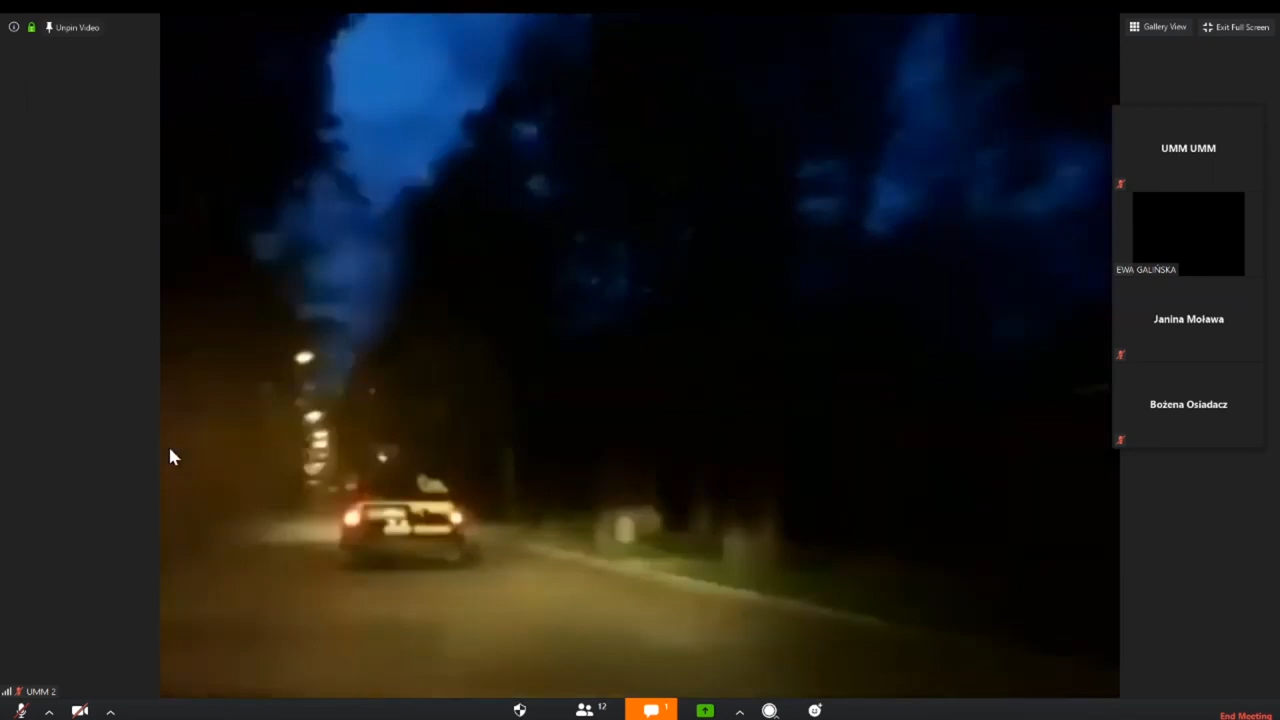 Unpin Video
Gallery View
Exit Full Screen
UMM UMM
EWA GALIŃSKA
Janina Moława
Bożena Osiadacz
UMM 2
12
1
End Meeting